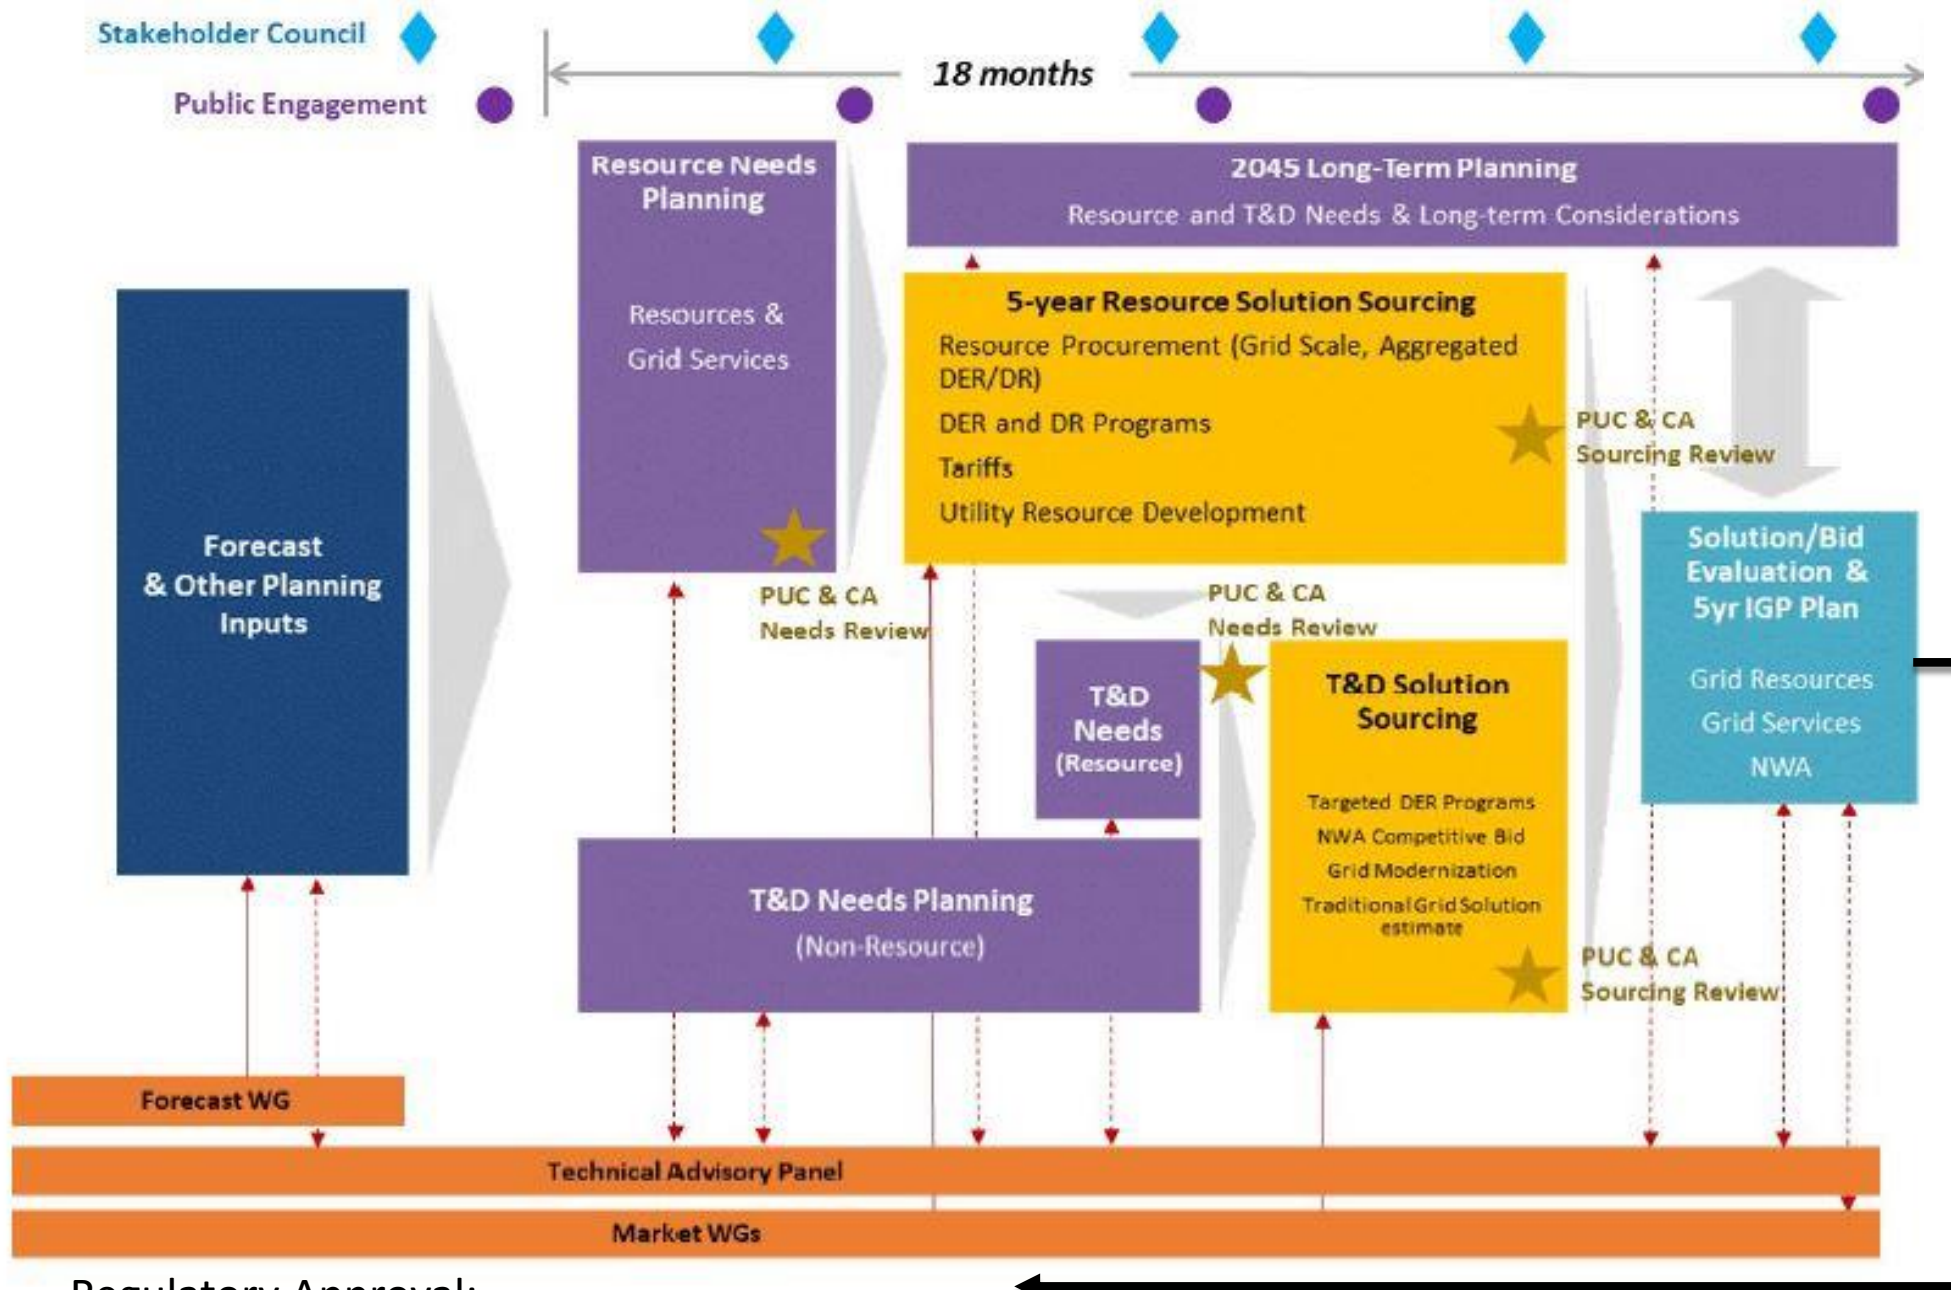 Stakeholder Council
18 months
Public Engagement
Resource Needs
Planning
Resources &
Grid Services
2045 Long-Term Planning
Resource and T&D Needs & Long-term Considerations
5-year Resource Solution Sourcing
Resource Procurement (Grid Scale, Aggregated
DER/DR)
DER and DR Programs
Tariffs
Utility Resource Development
PUC & CA
Sourcing Review
Forecast
& Other Planning
Inputs
PUC & CA
Needs Review
PUC & CA
Needs Review
Solution/Bid
Evaluation &
5yr IGP Plan
Grid Resources
Grid Services
NWA
T&D
Needs
(Resource)
T&D Solution
Sourcing
Targeted DER Programs
NWA Competitive Bid
Grid Modernization
Traditional Grid Solution
estimate
PUC & CA
Sourcing Review
T&D Needs Planning
(Non-Resource)
Forecast WG
Technical Advisory Panel
Market WGs
Regulatory Approval: